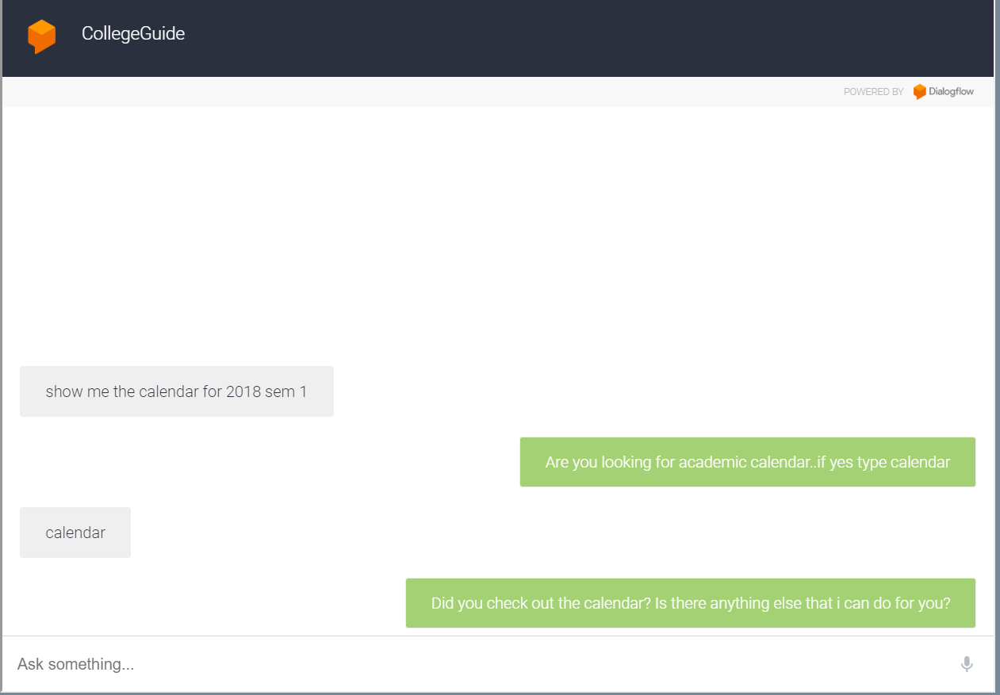 CollegeGuide
POWERED BY Dialogflow
show me the calendar for 2018 sem 1
Are you looking for academic calendar..if yes type calendar
calendar
Did you check out the calendar? Is there anything else that i can do for you?
Ask something...